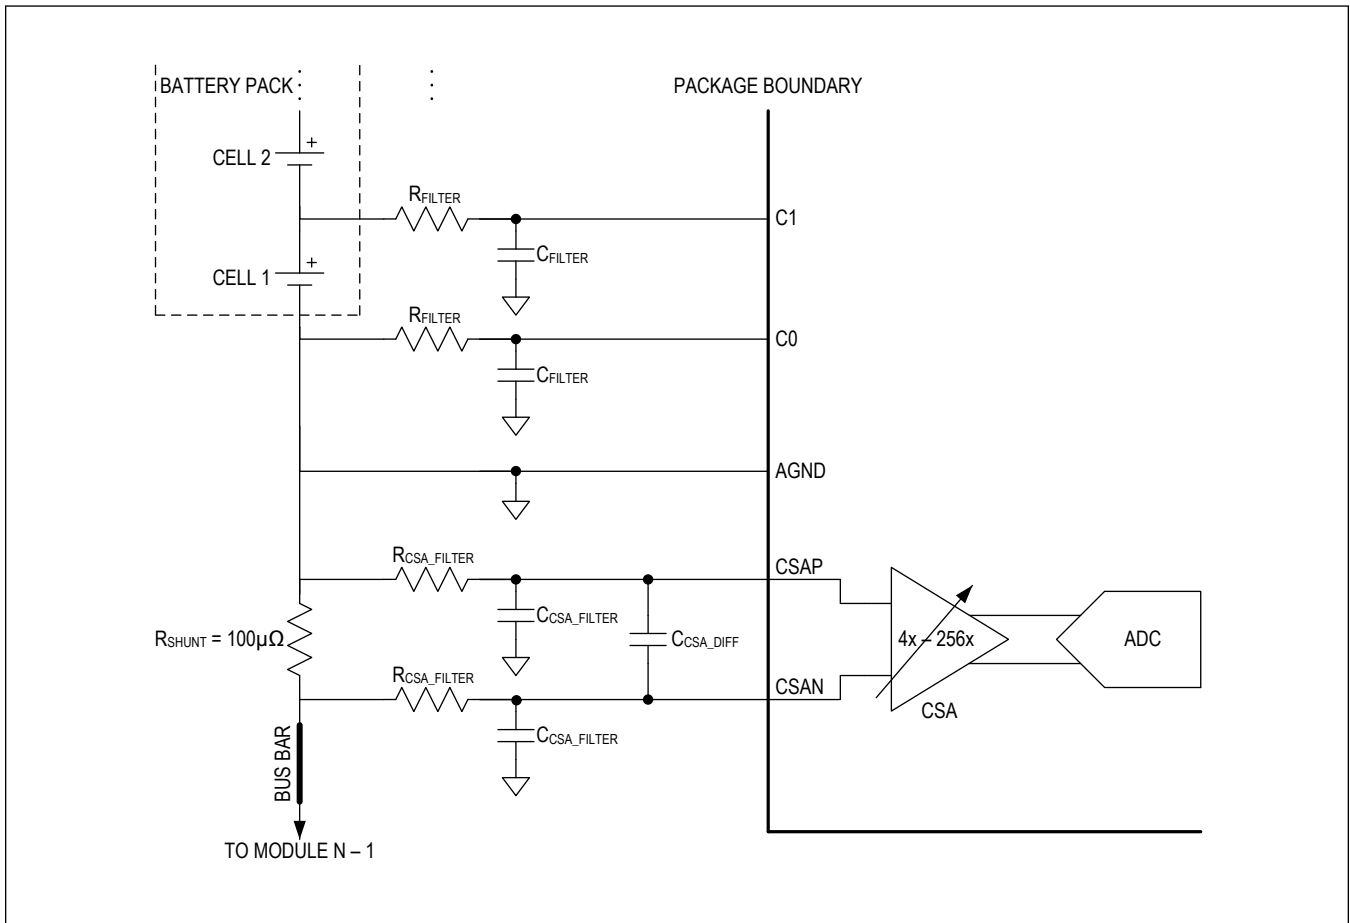 BATTERY PACK
PACKAGE BOUNDARY
+
CELL 2
RFILTER
C1
CFILTER
+
CELL 1
RFILTER
C0
CFILTER
AGND
RCSA_FILTER
CSAP
CCSA_FILTER
RSHUNT = 100µΩ
CCSA_DIFF
4x – 256x
ADC
RCSA_FILTER
CSAN
CSA
CCSA_FILTER
BUS BAR
TO MODULE N – 1